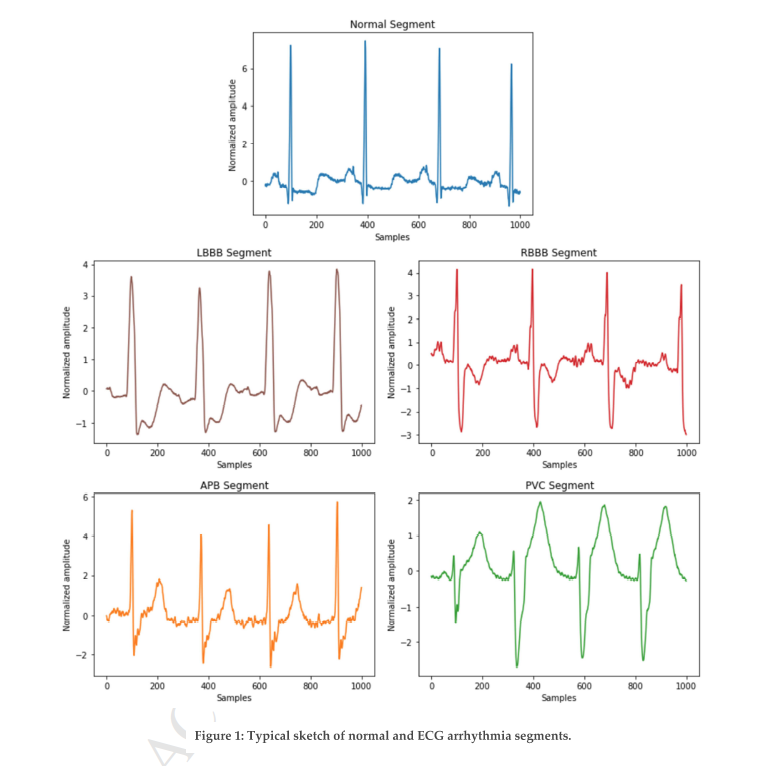 Normal Segment
Normalized amplitude
6
4
2
0
0 200 400 600 800 1000
Samples
LBBB Segment
Normalized amplitude
4
3
2
1
0
−1
0 200 400 600 800 1000
Samples
RBBB Segment
Normalized amplitude
4
3
2
1
0
−1
−2
−3
0 200 400 600 800 1000
Samples
APB Segment
Normalized amplitude
6
4
2
0
−2
0 200 400 600 800 1000
Samples
PVC Segment
Normalized amplitude
2
1
0
−1
−2
0 200 400 600 800 1000
Samples
Figure 1: Typical sketch of normal and ECG arrhythmia segments.